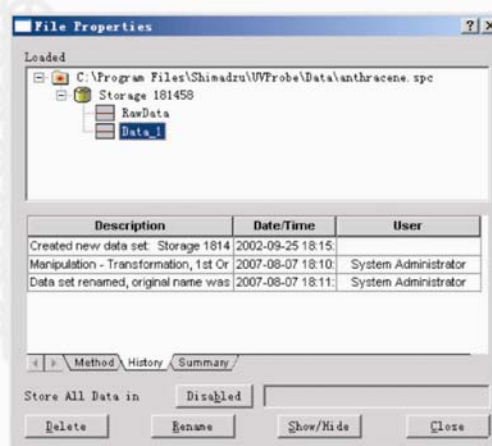 File Properties
Loaded
C:\Program Files\Shimadzu\UVProbe\Data\anthracene.spc
Storage 181458
RawData
Data_1
Description Date/Time User
Created new data set: Storage 1814 2002-09-25 18:15:
Manipulation - Transformation, 1st Or 2007-08-07 18:10: System Administrator
Data set renamed, original name was 2007-08-07 18:11: System Administrator
Method History Summary
Store All Data in Disabled
Delete Rename Show/Hide Close